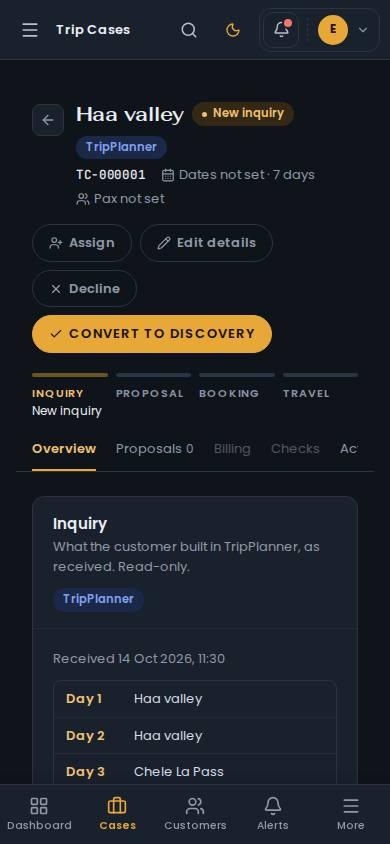 Trip Cases
E
Haa valley
New inquiry
TripPlanner
TC-000001 Dates not set · 7 days
Pax not set
Assign
Edit details
Decline
CONVERT TO DISCOVERY
INQUIRY PROPOSAL BOOKING TRAVEL
New inquiry
Overview Proposals 0 Billing Checks Ac
Inquiry
What the customer built in TripPlanner, as
received. Read-only.
TripPlanner
Received 14 Oct 2026, 11:30
Day 1 Haa valley
Day 2 Haa valley
Day 3 Chele La Pass
Dashboard Cases Customers Alerts More